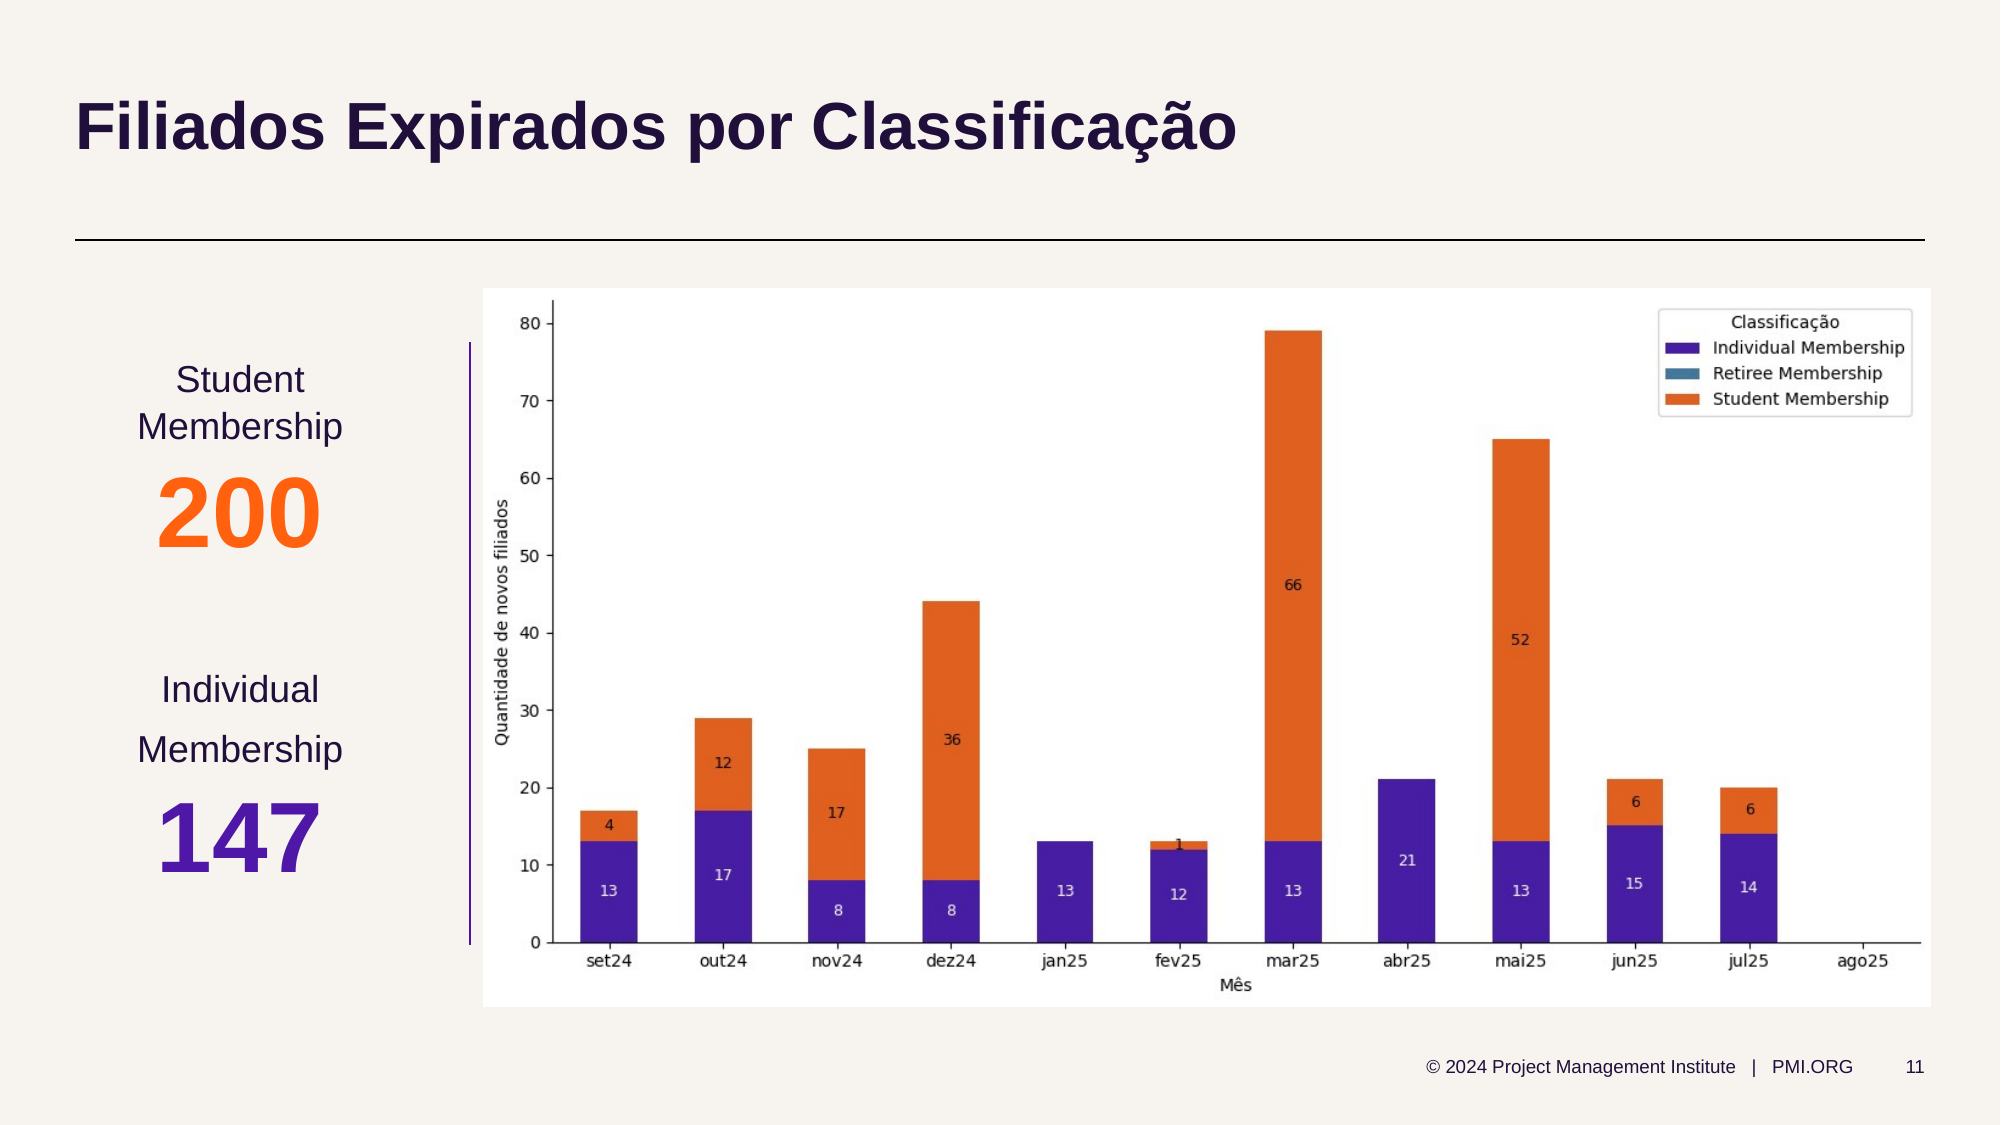 Filiados Expirados por Classificação
Student
Membership
200
Individual
Membership
147
Quantidade de novos filiados
80
70
60
50
40
30
20
10
0
Classificação
Individual Membership
Retiree Membership
Student Membership
4
13
12
17
17
8
36
8
13
1
12
66
13
21
52
13
6
15
6
14
set24 out24 nov24 dez24 jan25 fev25 mar25 abr25 mai25 jun25 jul25 ago25
Mês
© 2024 Project Management Institute | PMI.ORG 11